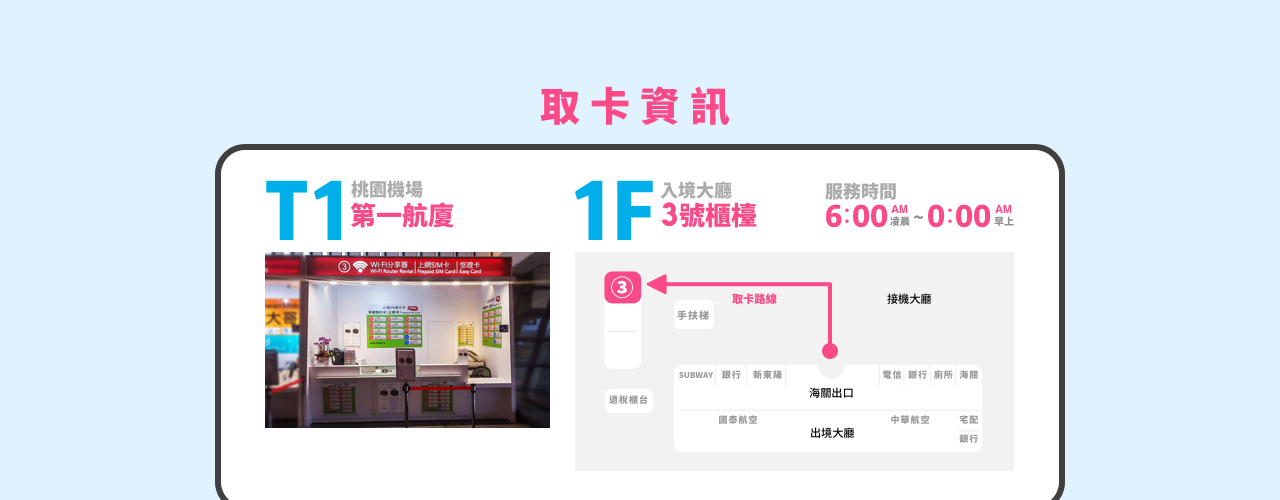 取卡資訊
T1
桃園機場
第一航廈
1F
入境大廳
3號櫃檯
服務時間
6:00 AM 凌晨 ~ 0:00 AM 早上
③ WI-FI分享器 | 上網SIM卡 | 悠遊卡
WI-FI Router Rental | Prepaid SIM Card | Easy Card
大哥
③
取卡路線
接機大廳
手扶梯
SUBWAY
銀行
新東陽
電信
銀行
廁所
海關
海關出口
退稅櫃台
國泰航空
中華航空
宅配
出境大廳
銀行